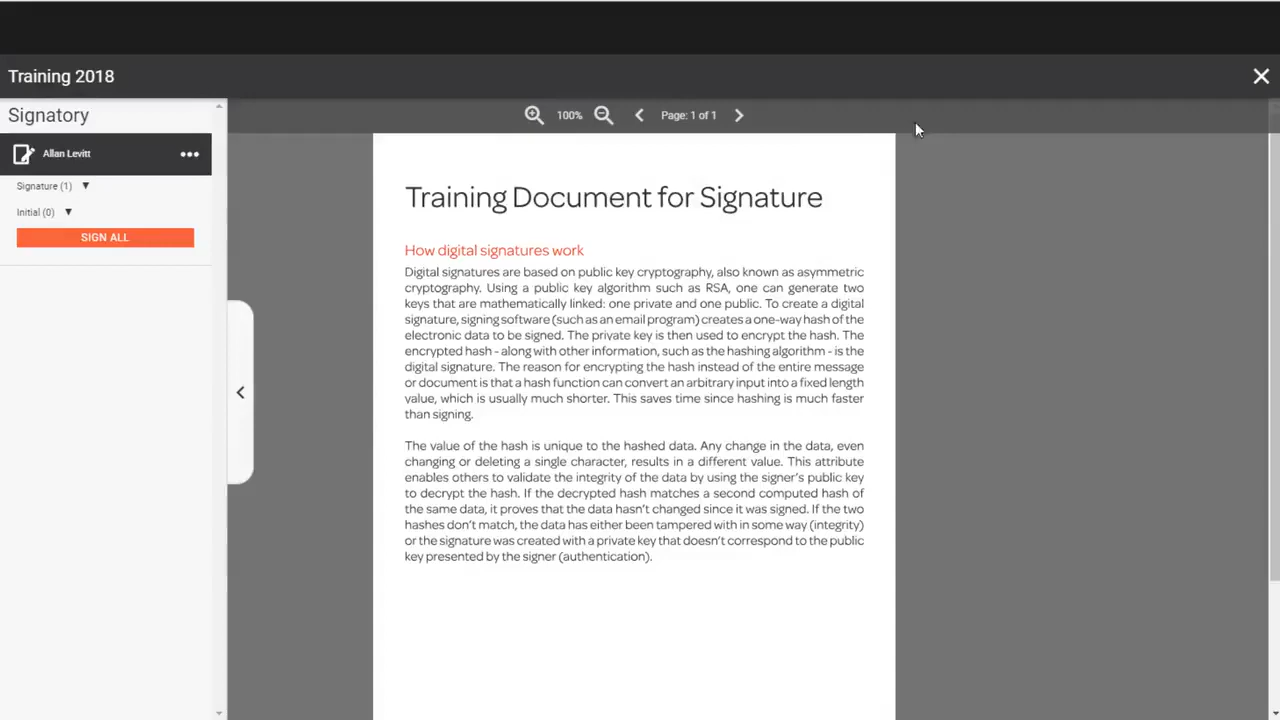 Training 2018
Signatory
Allan Levitt
Signature (1)
Initial (0)
SIGN ALL
100%
Page: 1 of 1
Training Document for Signature
How digital signatures work
Digital signatures are based on public key cryptography, also known as asymmetric
cryptography. Using a public key algorithm such as RSA, one can generate two
keys that are mathematically linked: one private and one public. To create a digital
signature, signing software (such as an email program) creates a one-way hash of the
electronic data to be signed. The private key is then used to encrypt the hash. The
encrypted hash - along with other information, such as the hashing algorithm - is the
digital signature. The reason for encrypting the hash instead of the entire message
or document is that a hash function can convert an arbitrary input into a fixed length
value, which is usually much shorter. This saves time since hashing is much faster
than signing.
The value of the hash is unique to the hashed data. Any change in the data, even
changing or deleting a single character, results in a different value. This attribute
enables others to validate the integrity of the data by using the signer's public key
to decrypt the hash. If the decrypted hash matches a second computed hash of
the same data, it proves that the data hasn't changed since it was signed. If the two
hashes don't match, the data has either been tampered with in some way (integrity)
or the signature was created with a private key that doesn't correspond to the public
key presented by the signer (authentication).